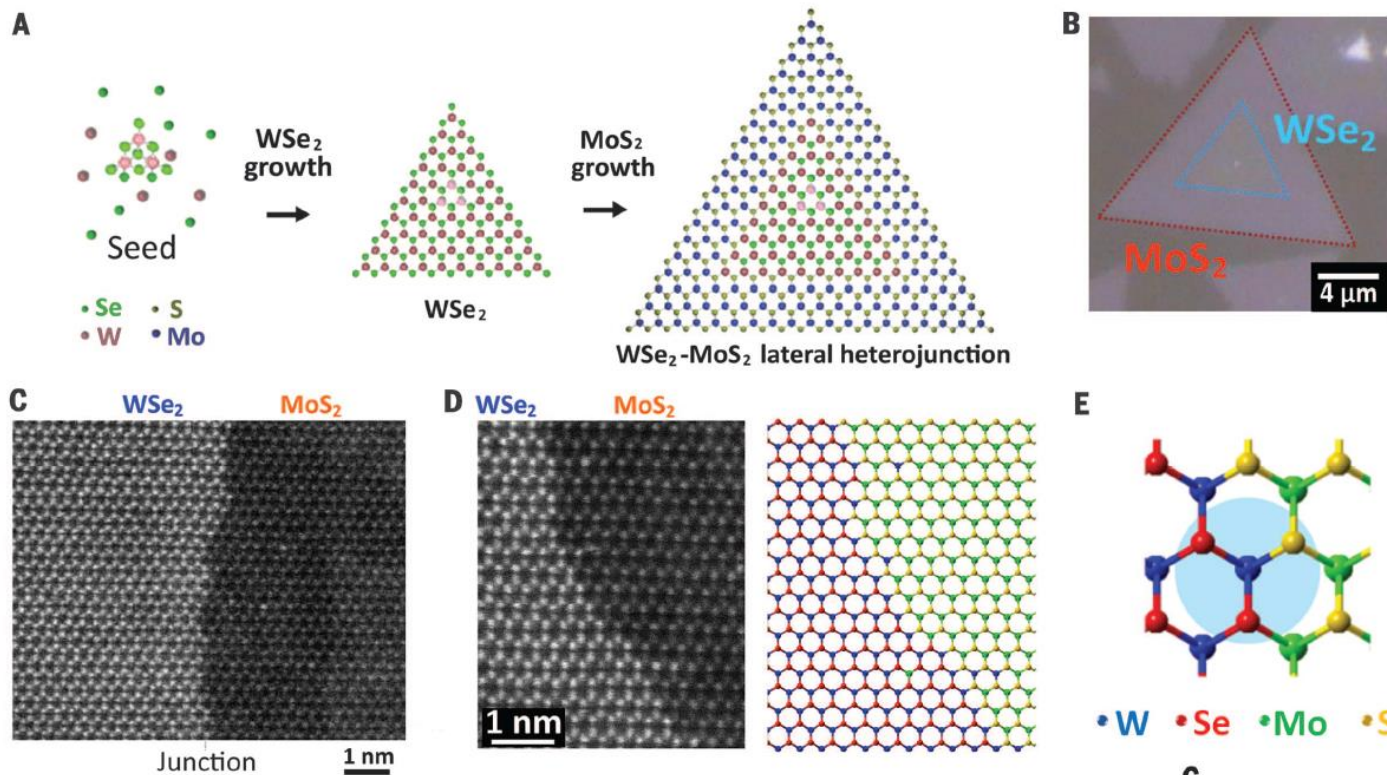 A
WSe₂
growth
MoS₂
growth
Seed
Se
S
W
Mo
WSe₂
WSe₂-MoS₂ lateral heterojunction
B
WSe₂
MoS₂
4 μm
C
WSe₂
MoS₂
Junction
1 nm
D
WSe₂
MoS₂
1 nm
E
W
Se
Mo